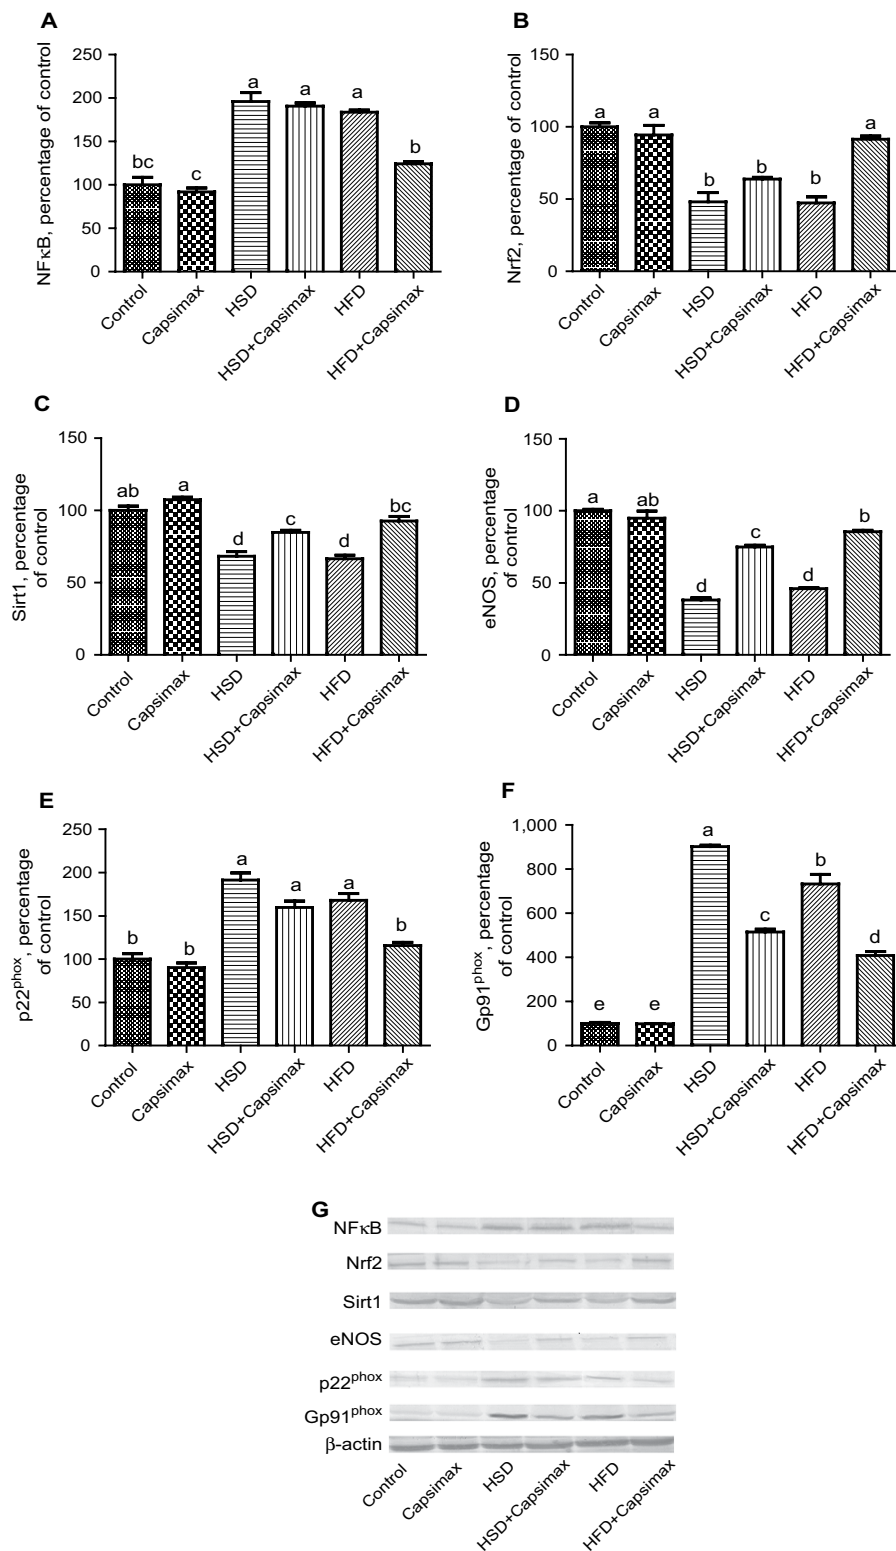 A
NFκB, percentage of control
250
200
150
100
50
0
bc
c
a
a
a
b
Control
Capsimax
HSD
HSD+Capsimax
HFD
HFD+Capsimax
B
Nrf2, percentage of control
150
100
50
0
a
a
b
b
b
a
Control
Capsimax
HSD
HSD+Capsimax
HFD
HFD+Capsimax
C
Sirt1, percentage
of control
150
100
50
0
ab
a
d
c
d
bc
Control
Capsimax
HSD
HSD+Capsimax
HFD
HFD+Capsimax
D
eNOS, percentage
of control
150
100
50
0
a
ab
d
c
d
b
Control
Capsimax
HSD
HSD+Capsimax
HFD
HFD+Capsimax
E
p22phox, percentage
of control
250
200
150
100
50
0
b
b
a
a
a
b
Control
Capsimax
HSD
HSD+Capsimax
HFD
HFD+Capsimax
F
Gp91phox, percentage
of control
1,000
800
600
400
200
0
e
e
a
c
b
d
Control
Capsimax
HSD
HSD+Capsimax
HFD
HFD+Capsimax
G
NFκB
Nrf2
Sirt1
eNOS
p22phox
Gp91phox
β-actin
Control
Capsimax
HSD
HSD+Capsimax
HFD
HFD+Capsimax